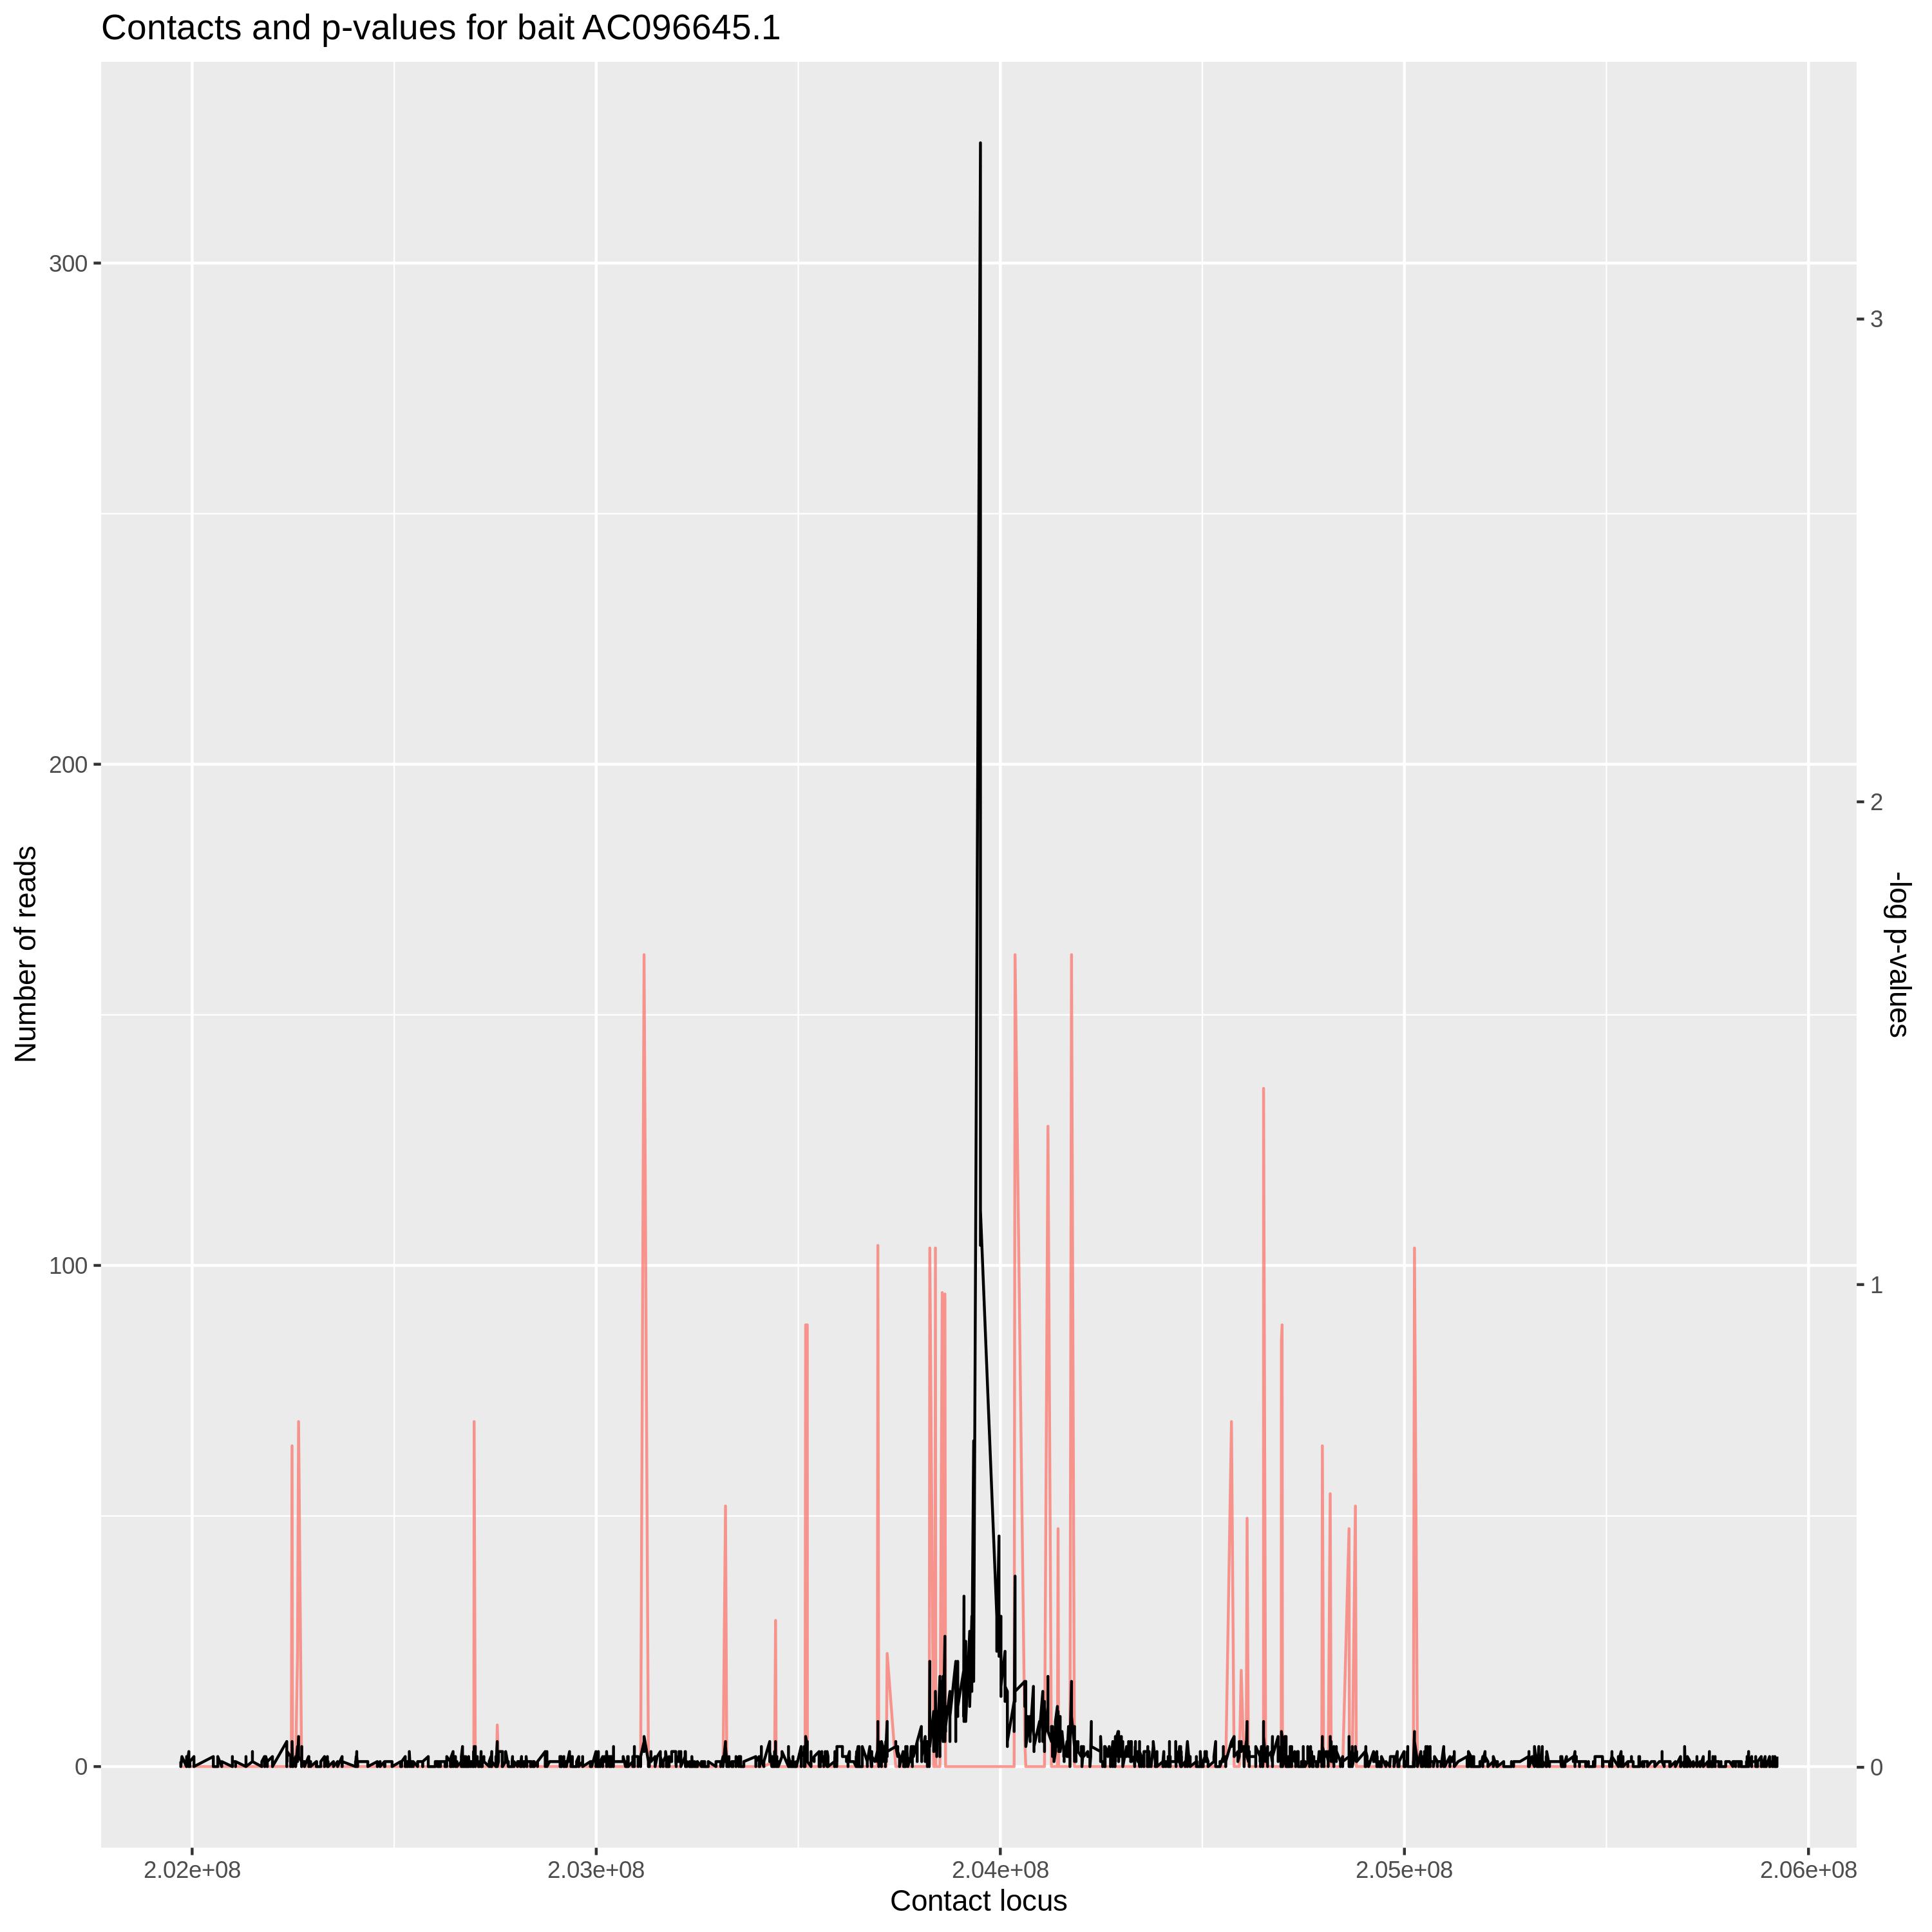 Contacts and p-values for bait AC096645.1
300
200
100
0
Number of reads
3
2
1
0
-log p-values
2.02e+08 2.03e+08 2.04e+08 2.05e+08 2.06e+08
Contact locus